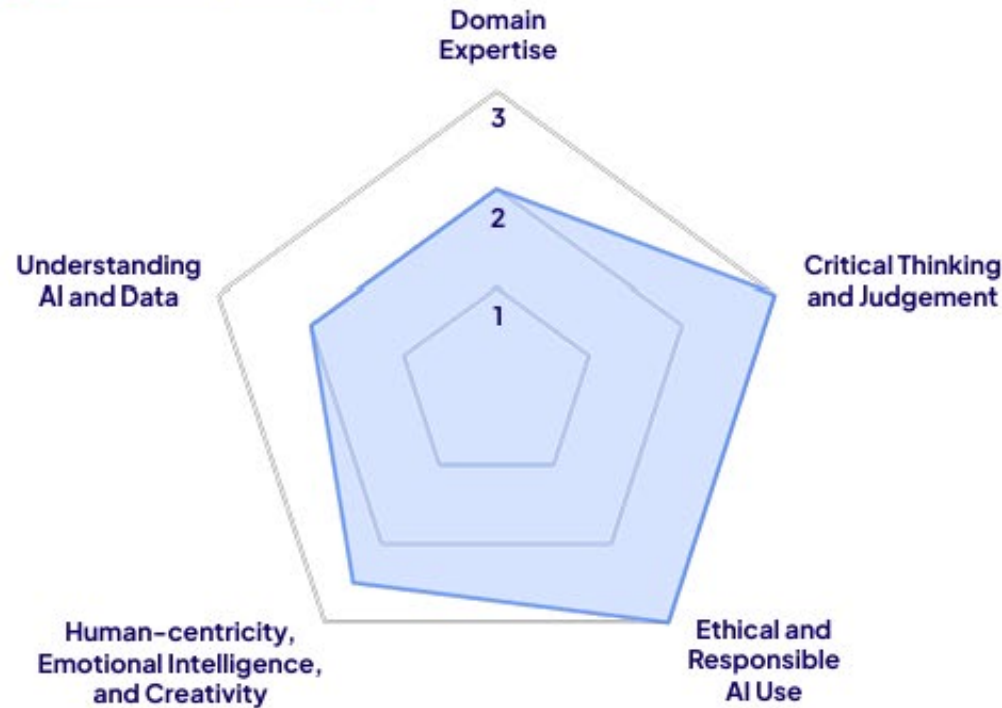 Domain
Expertise
3
2
1
Understanding
AI and Data
Critical Thinking
and Judgement
Human-centricity,
Emotional Intelligence,
and Creativity
Ethical and
Responsible
AI Use